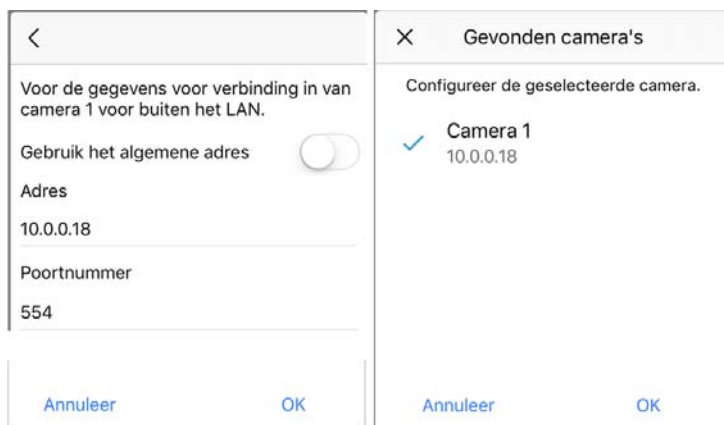 Voor de gegevens voor verbinding in van
camera 1 voor buiten het LAN.
Gebruik het algemene adres
Adres
10.0.0.18
Poortnummer
554
Annuleer
OK
Gevonden camera's
Configureer de geselecteerde camera.
Camera 1
10.0.0.18
Annuleer
OK